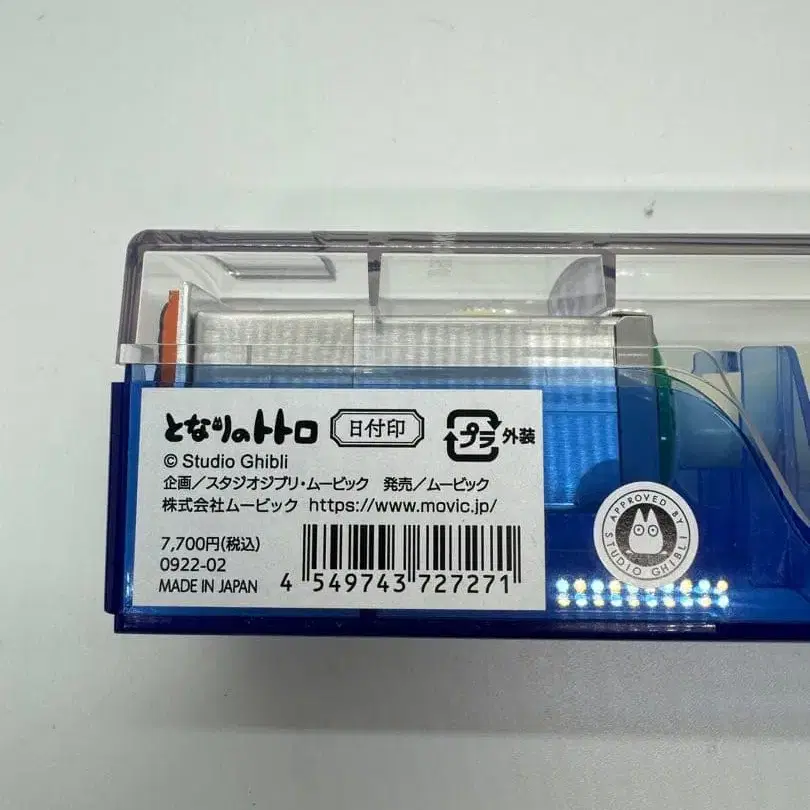 となりのトトロ 日付印 プラ 外装
© Studio Ghibli
企画／スタジオジブリ・ムービック 発売／ムービック
株式会社ムービック https://www.movic.jp/
7,700円(税込)
0922-02
MADE IN JAPAN
4 549743 727271
APPROVED BY
STUDIO GHIBLI